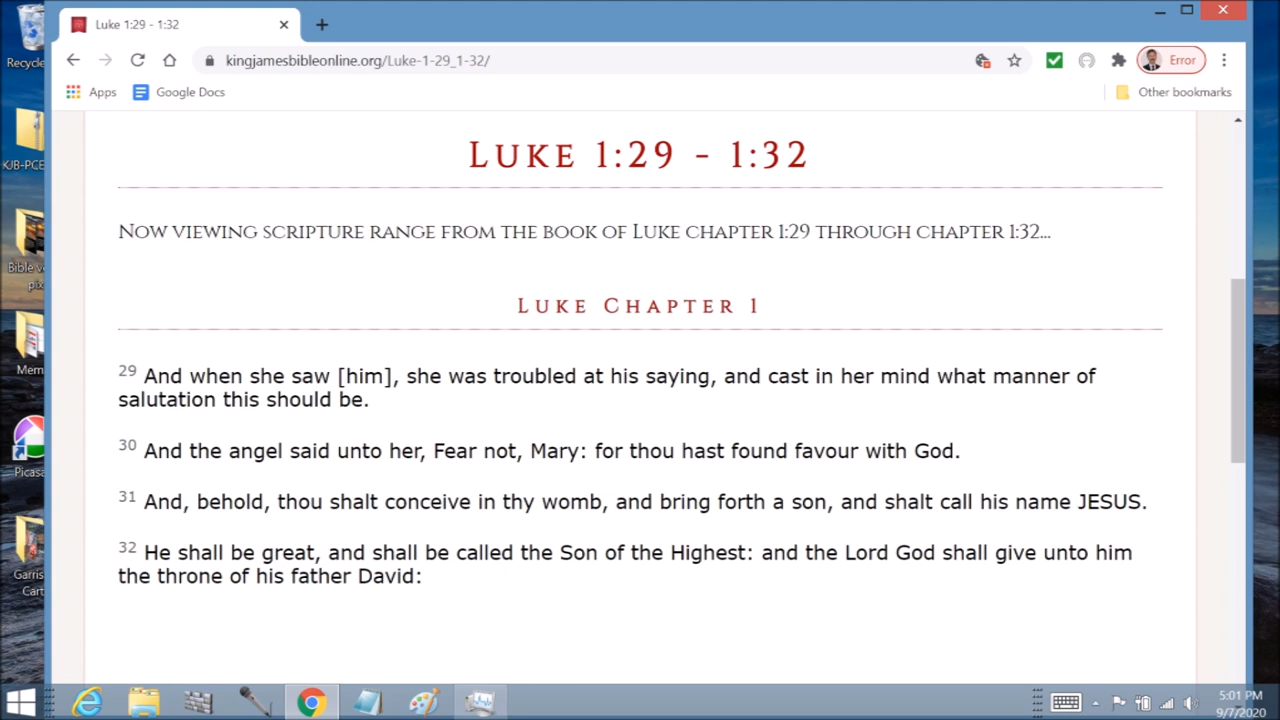 Luke 1:29 - 1:32
kingjamesbibleonline.org/Luke-1-29_1-32/
Error
Apps
Google Docs
Other bookmarks
LUKE 1:29 - 1:32
NOW VIEWING SCRIPTURE RANGE FROM THE BOOK OF LUKE CHAPTER 1:29 THROUGH CHAPTER 1:32...
LUKE CHAPTER 1
29 And when she saw [him], she was troubled at his saying, and cast in her mind what manner of
salutation this should be.
30 And the angel said unto her, Fear not, Mary: for thou hast found favour with God.
31 And, behold, thou shalt conceive in thy womb, and bring forth a son, and shalt call his name JESUS.
32 He shall be great, and shall be called the Son of the Highest: and the Lord God shall give unto him
the throne of his father David:
Recycle
KJB-PCE
Bible v
pix
Mem
Picasa
Garris
Cart
5:01 PM
9/7/2020